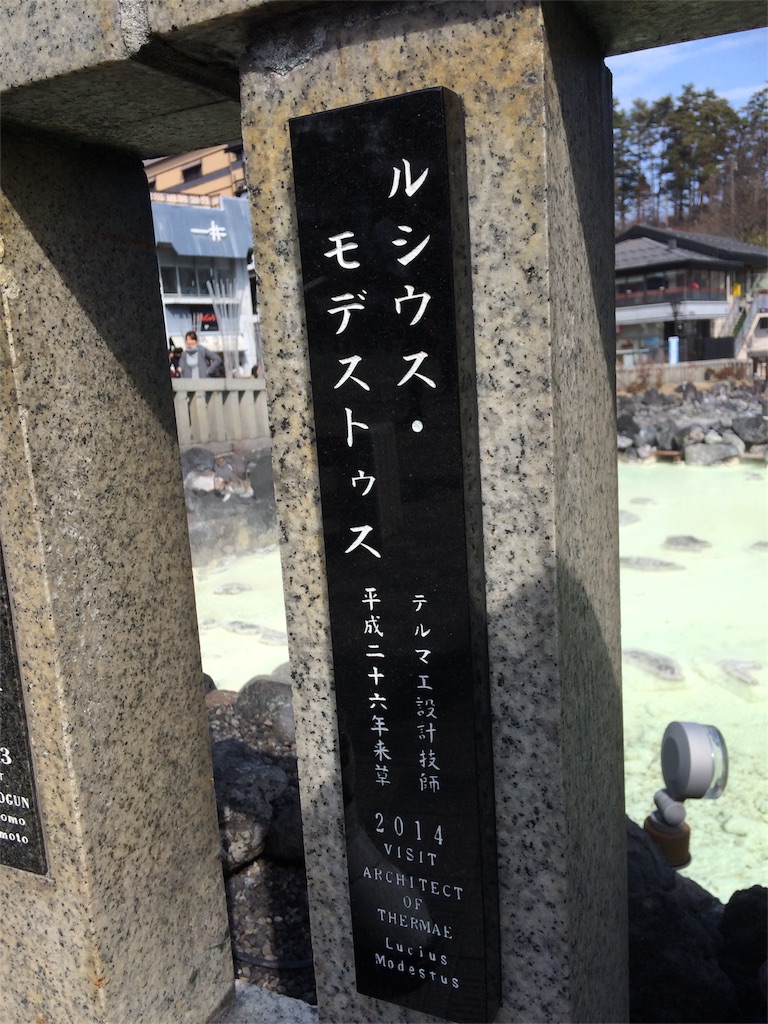 ルシウス・
モデストゥス
テルマエ設計技師
平成二十六年来草
2014
VISIT
ARCHITECT
OF
THERMAE
Lucius
Modestus
一井
3
OGUN
omo
moto